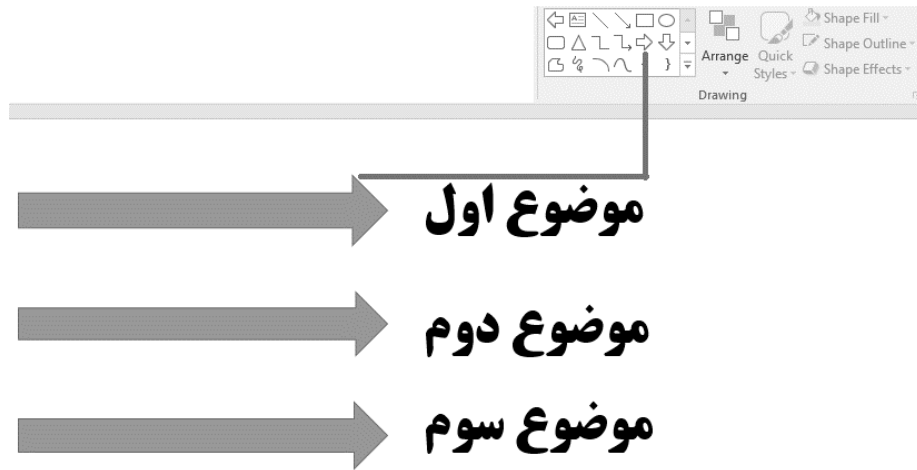 Shape Fill
Shape Outline
Shape Effects
Arrange
Quick
Styles
Drawing
موضوع اول
موضوع دوم
موضوع سوم